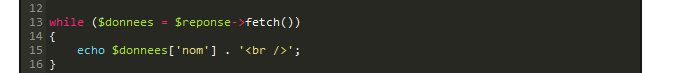 12
13 while ($donnees = $reponse->fetch())
14 {
15     echo $donnees['nom'] . '<br />';
16 }